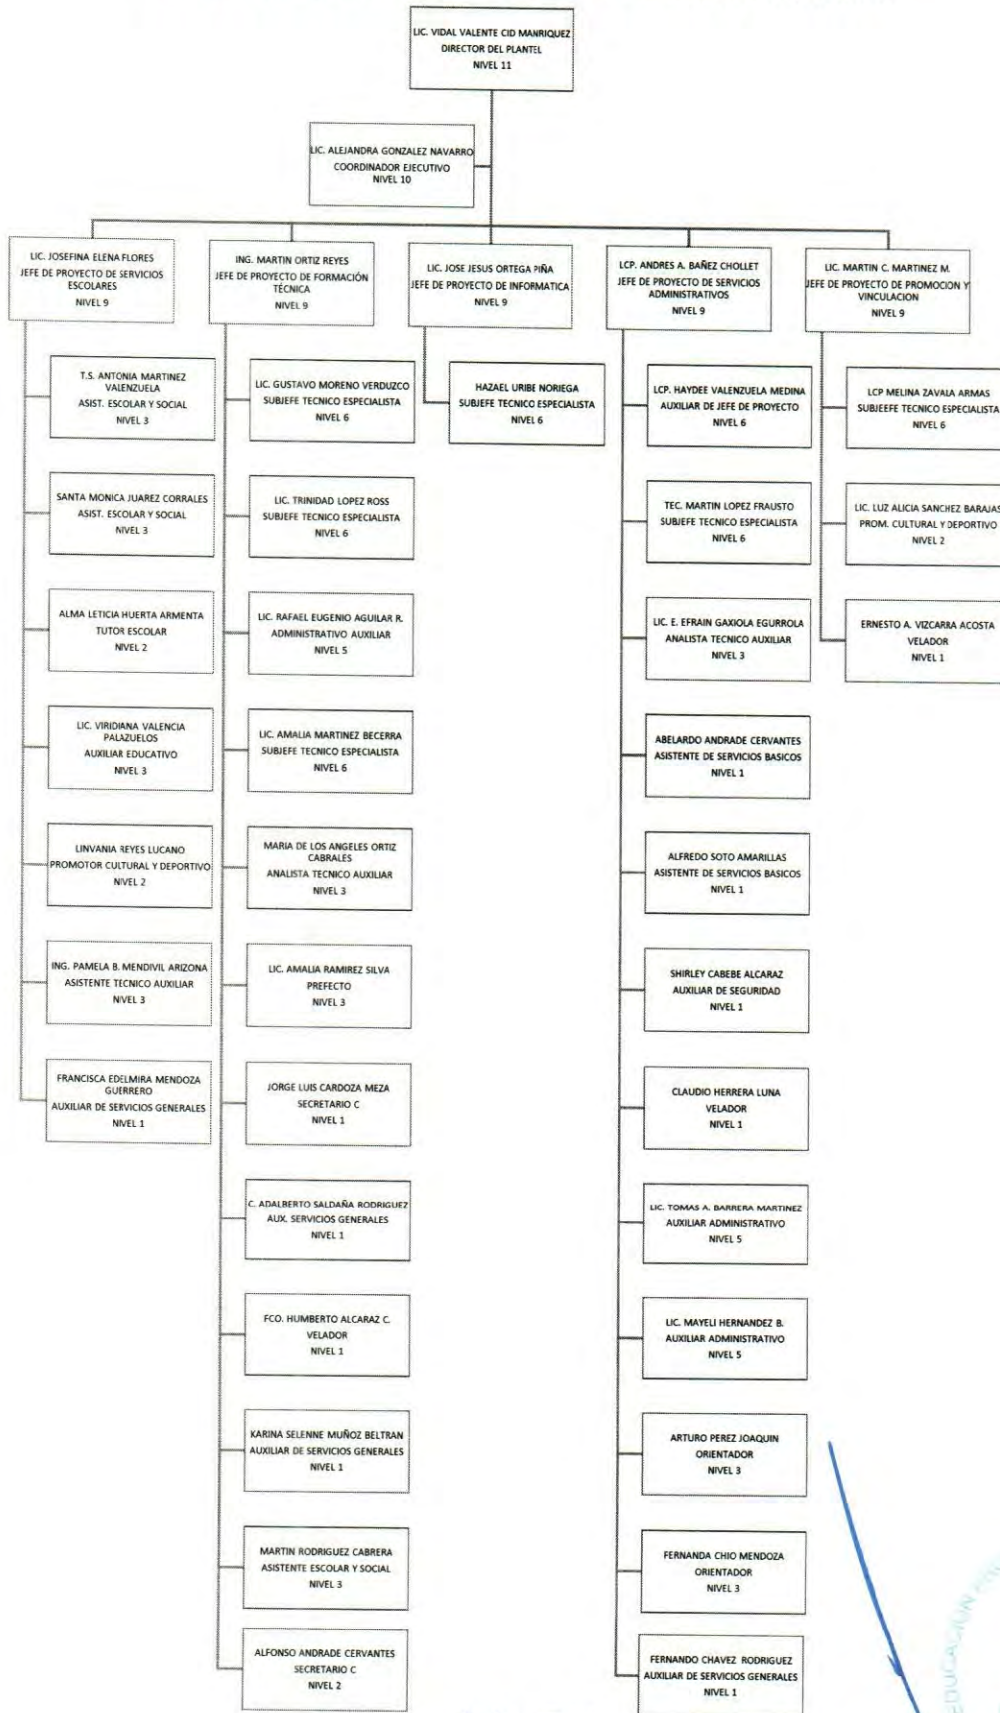 LIC. VIDAL VALENTE CID MANRIQUEZ
DIRECTOR DEL PLANTEL
NIVEL 11
LIC. ALEJANDRA GONZALEZ NAVARRO
COORDINADOR EJECUTIVO
NIVEL 10
LIC. JOSEFINA ELENA FLORES
JEFE DE PROYECTO DE SERVICIOS
ESCOLARES
NIVEL 9
T.S. ANTONIA MARTINEZ
VALENZUELA
ASIST. ESCOLAR Y SOCIAL
NIVEL 3
SANTA MONICA JUAREZ CORRALES
ASIST. ESCOLAR Y SOCIAL
NIVEL 3
ALMA LETICIA HUERTA ARMENTA
TUTOR ESCOLAR
NIVEL 2
LIC. VIRIDIANA VALENCIA
PALAZUELOS
AUXILIAR EDUCATIVO
NIVEL 3
LINVANIA REYES LUCANO
PROMOTOR CULTURAL Y DEPORTIVO
NIVEL 2
ING. PAMELA B. MENDIVIL ARIZONA
ASISTENTE TECNICO AUXILIAR
NIVEL 3
FRANCISCA EDELMIRA MENDOZA
GUERRERO
AUXILIAR DE SERVICIOS GENERALES
NIVEL 1
ING. MARTIN ORTIZ REYES
JEFE DE PROYECTO DE FORMACIÓN
TÉCNICA
NIVEL 9
LIC. GUSTAVO MORENO VERDUZCO
SUBJEFE TECNICO ESPECIALISTA
NIVEL 6
LIC. TRINIDAD LOPEZ ROSS
SUBJEFE TECNICO ESPECIALISTA
NIVEL 6
LIC. RAFAEL EUGENIO AGUILAR R.
ADMINISTRATIVO AUXILIAR
NIVEL 5
LIC. AMALIA MARTINEZ BECERRA
SUBJEFE TECNICO ESPECIALISTA
NIVEL 6
MARIA DE LOS ANGELES ORTIZ
CABRALES
ANALISTA TECNICO AUXILIAR
NIVEL 3
LIC. AMALIA RAMIREZ SILVA
PREFECTO
NIVEL 3
JORGE LUIS CARDOZA MEZA
SECRETARIO C
NIVEL 1
C. ADALBERTO SALDAÑA RODRIGUEZ
AUX. SERVICIOS GENERALES
NIVEL 1
FCO. HUMBERTO ALCARAZ C.
VELADOR
NIVEL 1
KARINA SELENNE MUÑOZ BELTRAN
AUXILIAR DE SERVICIOS GENERALES
NIVEL 1
MARTIN RODRIGUEZ CABRERA
ASISTENTE ESCOLAR Y SOCIAL
NIVEL 3
ALFONSO ANDRADE CERVANTES
SECRETARIO C
NIVEL 2
LIC. JOSE JESUS ORTEGA PIÑA
JEFE DE PROYECTO DE INFORMATICA
NIVEL 9
HAZAEL URIBE NORIEGA
SUBJEFE TECNICO ESPECIALISTA
NIVEL 6
LCP. ANDRES A. BAÑEZ CHOLLET
JEFE DE PROYECTO DE SERVICIOS
ADMINISTRATIVOS
NIVEL 9
LCP. HAYDEE VALENZUELA MEDINA
AUXILIAR DE JEFE DE PROYECTO
NIVEL 6
TEC. MARTIN LOPEZ FRAUSTO
SUBJEFE TECNICO ESPECIALISTA
NIVEL 6
LIC. E. EFRAIN GAXIOLA EGURROLA
ANALISTA TECNICO AUXILIAR
NIVEL 3
ABELARDO ANDRADE CERVANTES
ASISTENTE DE SERVICIOS BASICOS
NIVEL 1
ALFREDO SOTO AMARILLAS
ASISTENTE DE SERVICIOS BASICOS
NIVEL 1
SHIRLEY CABEBE ALCARAZ
AUXILIAR DE SEGURIDAD
NIVEL 1
CLAUDIO HERRERA LUNA
VELADOR
NIVEL 1
LIC. TOMAS A. BARRERA MARTINEZ
AUXILIAR ADMINISTRATIVO
NIVEL 5
LIC. MAYELI HERNANDEZ B.
AUXILIAR ADMINISTRATIVO
NIVEL 5
ARTURO PEREZ JOAQUIN
ORIENTADOR
NIVEL 3
FERNANDA CHIO MENDOZA
ORIENTADOR
NIVEL 3
FERNANDO CHAVEZ RODRIGUEZ
AUXILIAR DE SERVICIOS GENERALES
NIVEL 1
LIC. MARTIN C. MARTINEZ M.
JEFE DE PROYECTO DE PROMOCION Y
VINCULACION
NIVEL 9
LCP MELINA ZAVALA ARMAS
SUBJEEFE TECNICO ESPECIALISTA
NIVEL 6
LIC. LUZ ALICIA SANCHEZ BARAJAS
PROM. CULTURAL Y DEPORTIVO
NIVEL 2
ERNESTO A. VIZCARRA ACOSTA
VELADOR
NIVEL 1
EDUCACIÓN